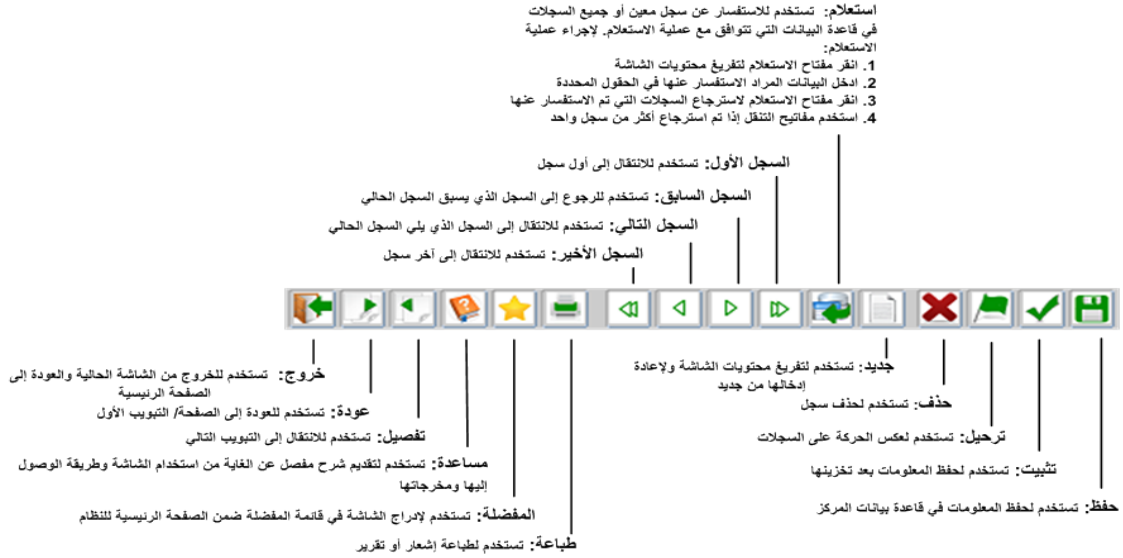 استعلام: تستخدم للاستفسار عن سجل معين أو جميع السجلات
في قاعدة البيانات التي تتوافق مع عملية الاستعلام. لإجراء عملية
الاستعلام:
1. انقر مفتاح الاستعلام لتفريغ محتويات الشاشة
2. ادخل البيانات المراد الاستفسار عنها في الحقول المحددة
3. انقر مفتاح الاستعلام لاسترجاع السجلات التي تم الاستفسار عنها
4. استخدم مفاتيح التنقل إذا تم استرجاع أكثر من سجل واحد
السجل الأول: تستخدم للانتقال إلى أول سجل
السجل السابق: تستخدم للرجوع إلى السجل الذي يسبق السجل الحالي
السجل التالي: تستخدم للانتقال إلى السجل الذي يلي السجل الحالي
السجل الأخير: تستخدم للانتقال إلى آخر سجل
جديد: تستخدم لتفريغ محتويات الشاشة ولإعادة
إدخالها من جديد
حذف: تستخدم لحذف سجل
ترحيل: تستخدم لعكس الحركة على السجلات
تثبيت: تستخدم لحفظ المعلومات بعد تخزينها
حفظ: تستخدم لحفظ المعلومات في قاعدة بيانات المركز
خروج: تستخدم للخروج من الشاشة الحالية والعودة إلى
الصفحة الرئيسية
عودة: تستخدم للعودة إلى الصفحة/ التبويب الأول
تفصيل: تستخدم للانتقال إلى التبويب التالي
مساعدة: تستخدم لتقديم شرح مفصل عن الغاية من استخدام الشاشة وطريقة الوصول
إليها ومخرجاتها
المفضلة: تستخدم لإدراج الشاشة في قائمة المفضلة ضمن الصفحة الرئيسية للنظام
طباعة: تستخدم لطباعة إشعار أو تقرير